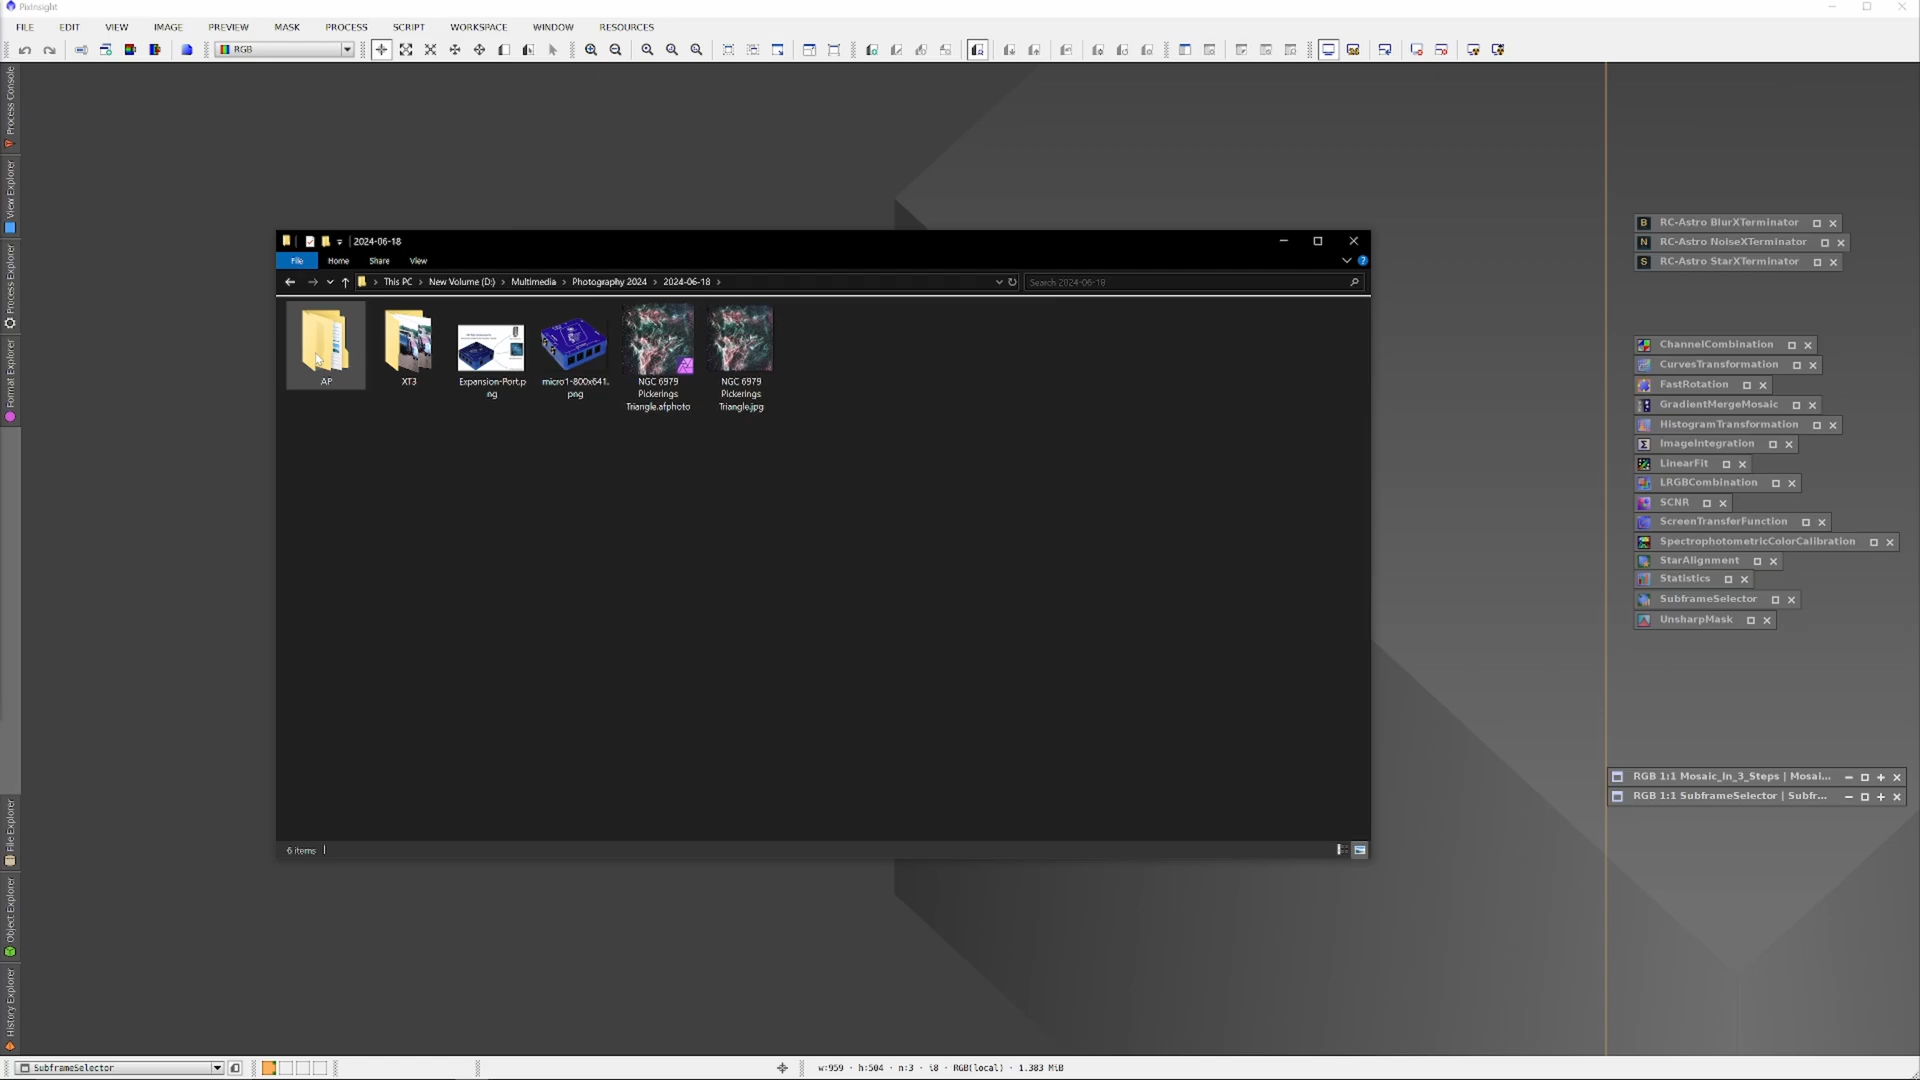 PixInsight
FILE EDIT VIEW IMAGE PREVIEW MASK PROCESS SCRIPT WORKSPACE WINDOW RESOURCES
RGB
Process Console
View Explorer
Process Explorer
Format Explorer
File Explorer
Object Explorer
History Explorer
2024-06-18
File Home Share View
This PC New Volume (D:) Multimedia Photography 2024 2024-06-18
Search 2024-06-18
AP
XT3
Expansion-Port.p
ng
micro1-800x641.
png
NGC 6979
Pickerings
Triangle.afphoto
NGC 6979
Pickerings
Triangle.jpg
6 items
B RC-Astro BlurXTerminator
N RC-Astro NoiseXTerminator
S RC-Astro StarXTerminator
ChannelCombination
CurvesTransformation
FastRotation
GradientMergeMosaic
HistogramTransformation
ImageIntegration
LinearFit
LRGBCombination
SCNR
ScreenTransferFunction
SpectrophotometricColorCalibration
StarAlignment
Statistics
SubframeSelector
UnsharpMask
RGB 1:1 Mosaic_In_3_Steps | Mosai...
RGB 1:1 SubframeSelector | Subfr...
SubframeSelector
w:959 · h:504 · n:3 · i8 · RGB(local) · 1.383 MiB